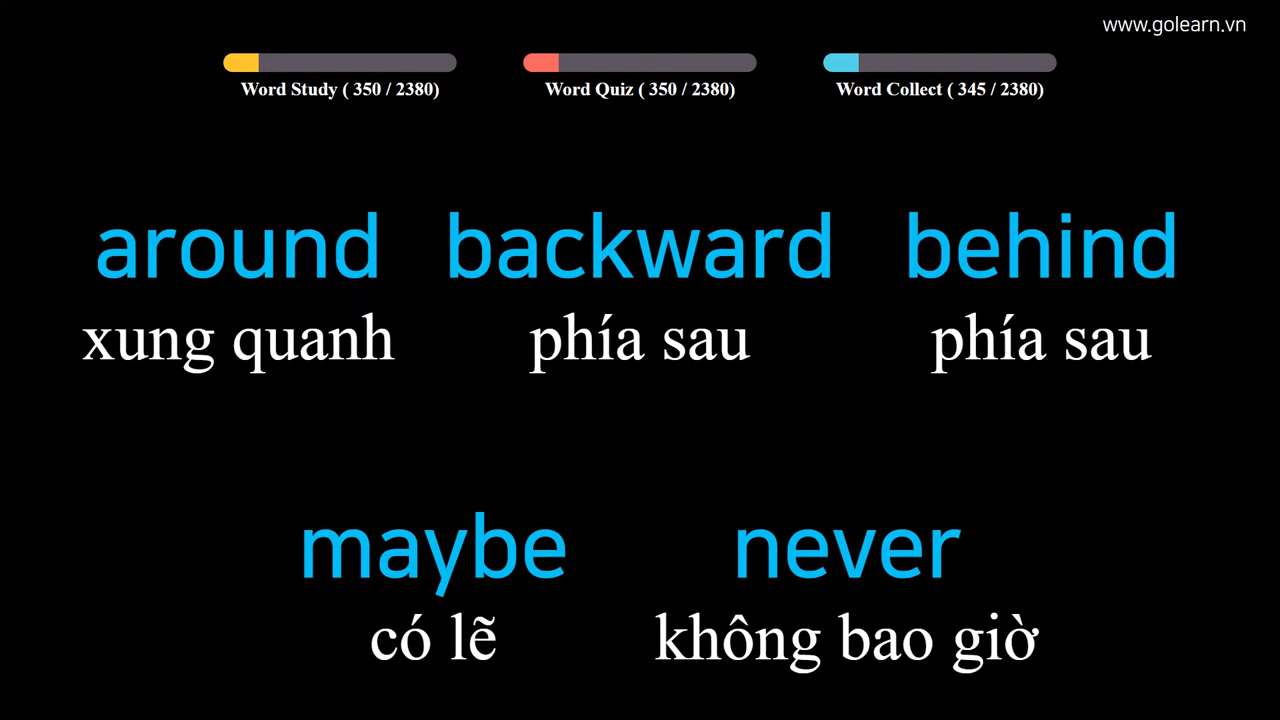 www.golearn.vn
Word Study ( 350 / 2380) Word Quiz ( 350 / 2380) Word Collect ( 345 / 2380)
around backward behind
xung quanh phía sau phía sau
maybe never
có lẽ không bao giờ